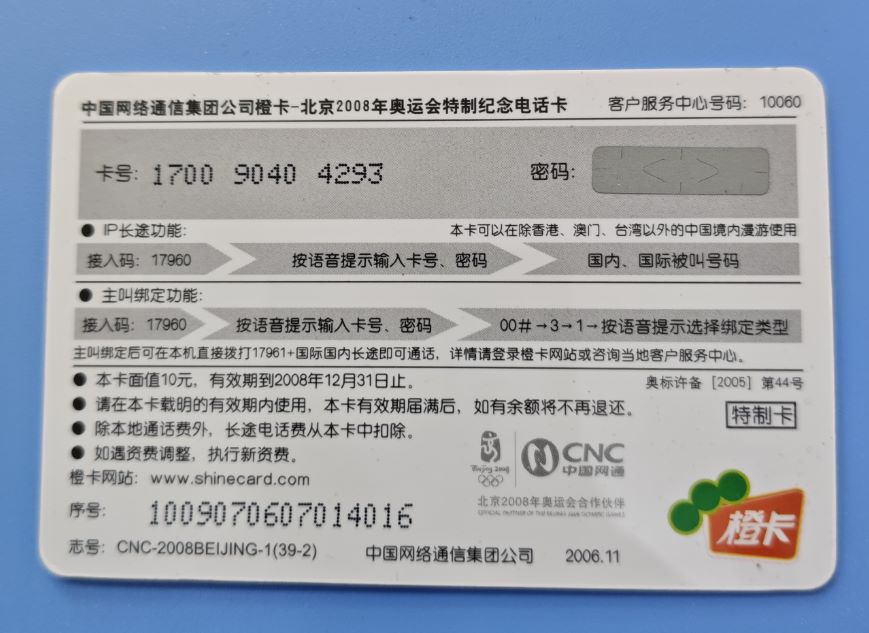 中国网络通信集团公司橙卡-北京2008年奥运会特制纪念电话卡 客户服务中心号码：10060
卡号：1700 9040 4293 密码：
● IP长途功能： 本卡可以在除香港、澳门、台湾以外的中国境内漫游使用
接入码：17960 按语音提示输入卡号、密码 国内、国际被叫号码
● 主叫绑定功能：
接入码：17960 按语音提示输入卡号、密码 00#→3→1→按语音提示选择绑定类型
主叫绑定后可在本机直接拨打17961+国际国内长途即可通话，详情请登录橙卡网站或咨询当地客户服务中心。
● 本卡面值10元，有效期到2008年12月31日止。 奥标许备［2005］第44号
● 请在本卡载明的有效期内使用，本卡有效期届满后，如有余额将不再退还。 特制卡
● 除本地通话费外，长途电话费从本卡中扣除。
● 如遇资费调整，执行新资费。
Beijing 2008
CNC
中国网通
橙卡网站：www.shinecard.com
北京2008年奥运会合作伙伴
OFFICIAL PARTNER OF THE BEIJING 2008 OLYMPIC GAMES
序号：1009070607014016
橙卡
志号：CNC-2008BEIJING-1(39-2) 中国网络通信集团公司 2006.11